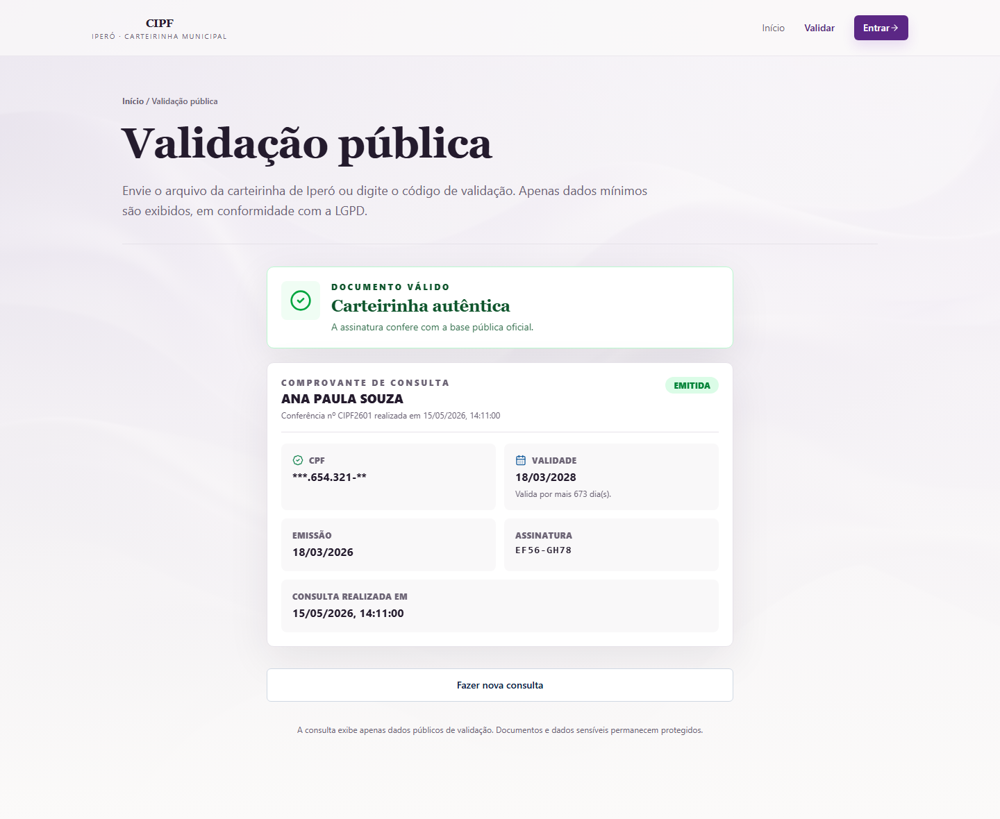 CIPF
IPERÓ · CARTEIRINHA MUNICIPAL
Início
Validar
Entrar→
Início / Validação pública
Validação pública
Envie o arquivo da carteirinha de Iperó ou digite o código de validação. Apenas dados mínimos
são exibidos, em conformidade com a LGPD.
DOCUMENTO VÁLIDO
Carteirinha autêntica
A assinatura confere com a base pública oficial.
COMPROVANTE DE CONSULTA
EMITIDA
ANA PAULA SOUZA
Conferência nº CIPF2601 realizada em 15/05/2026, 14:11:00
CPF
***.654.321-**
VALIDADE
18/03/2028
Valida por mais 673 dia(s).
EMISSÃO
18/03/2026
ASSINATURA
EF56-GH78
CONSULTA REALIZADA EM
15/05/2026, 14:11:00
Fazer nova consulta
A consulta exibe apenas dados públicos de validação. Documentos e dados sensíveis permanecem protegidos.